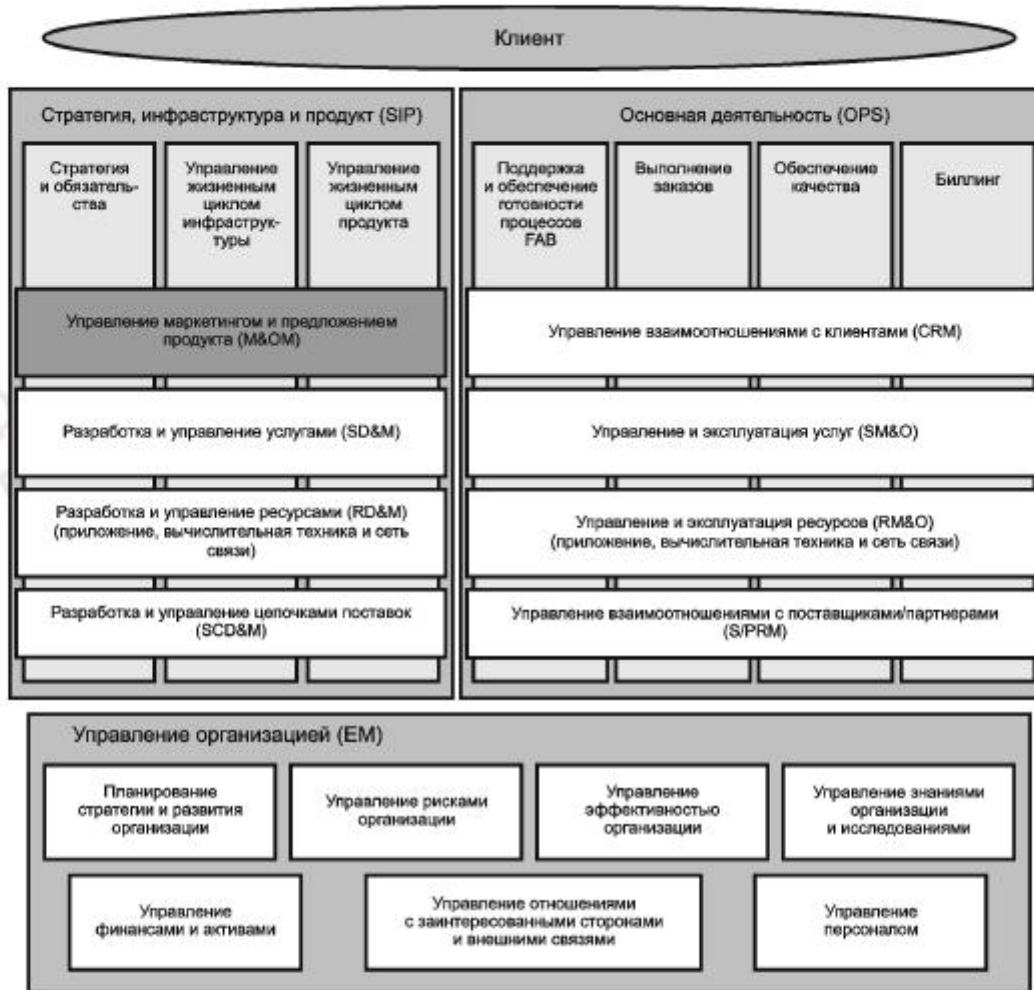 Клиент
Стратегия, инфраструктура и продукт (SIP)
Основная деятельность (OPS)
Стратегия
и обязатель-
ства
Управление
жизненным
циклом
инфраструк-
туры
Управление
жизненным
циклом
продукта
Поддержка
и обеспечение
готовности
процессов
FAB
Выполнение
заказов
Обеспечение
качества
Биллинг
Управление маркетингом и предложением
продукта (M&OM)
Управление взаимоотношениями с клиентами (CRM)
Разработка и управление услугами (SD&M)
Управление и эксплуатация услуг (SM&O)
Разработка и управление ресурсами (RD&M)
(приложение, вычислительная техника и сеть
связи)
Управление и эксплуатация ресурсов (RM&O)
(приложение, вычислительная техника и сеть связи)
Разработка и управление цепочками поставок
(SCD&M)
Управление взаимоотношениями с поставщиками/партнерами
(S/PRM)
Управление организацией (EM)
Планирование
стратегии и развития
организации
Управление рисками
организации
Управление
эффективностью
организации
Управление знаниями
организации
и исследованиями
Управление
финансами и активами
Управление отношениями
с заинтересованными сторонами
и внешними связями
Управление
персоналом